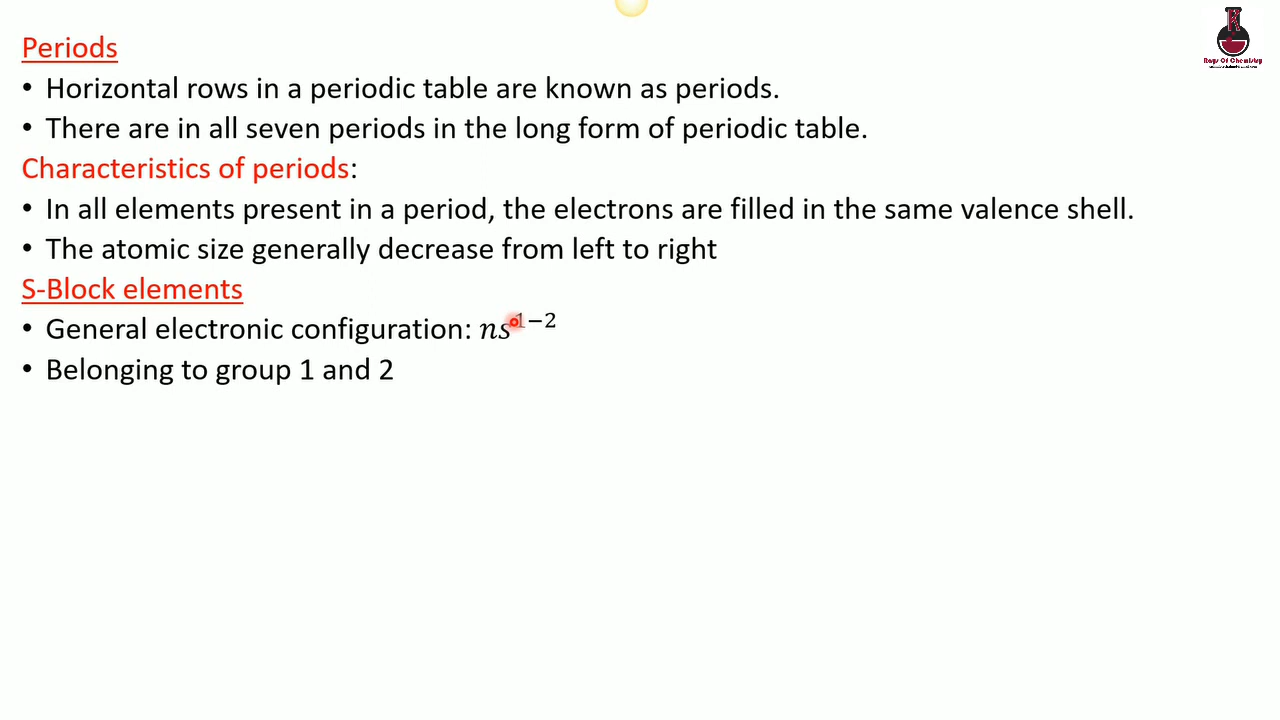 Periods
• Horizontal rows in a periodic table are known as periods.
• There are in all seven periods in the long form of periodic table.
Characteristics of periods:
• In all elements present in a period, the electrons are filled in the same valence shell.
• The atomic size generally decrease from left to right
S-Block elements
• General electronic configuration: ns¹⁻²
• Belonging to group 1 and 2
Rays Of Chemistry